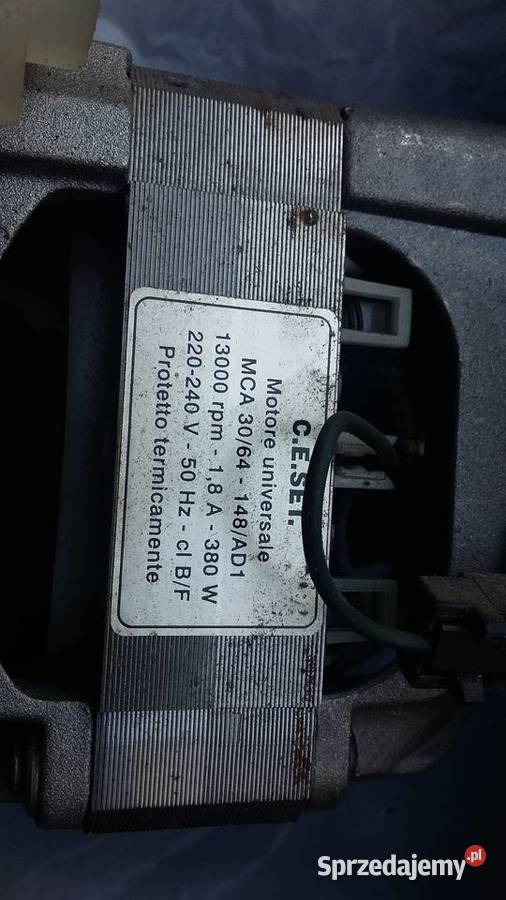 C.E.SET.
Motore universale
MCA 30/64 - 148/AD1
13000 rpm - 1,8 A - 380 W
220-240 V - 50 Hz - cl B/F
Protetto termicamente
Sprzedajemy.pl